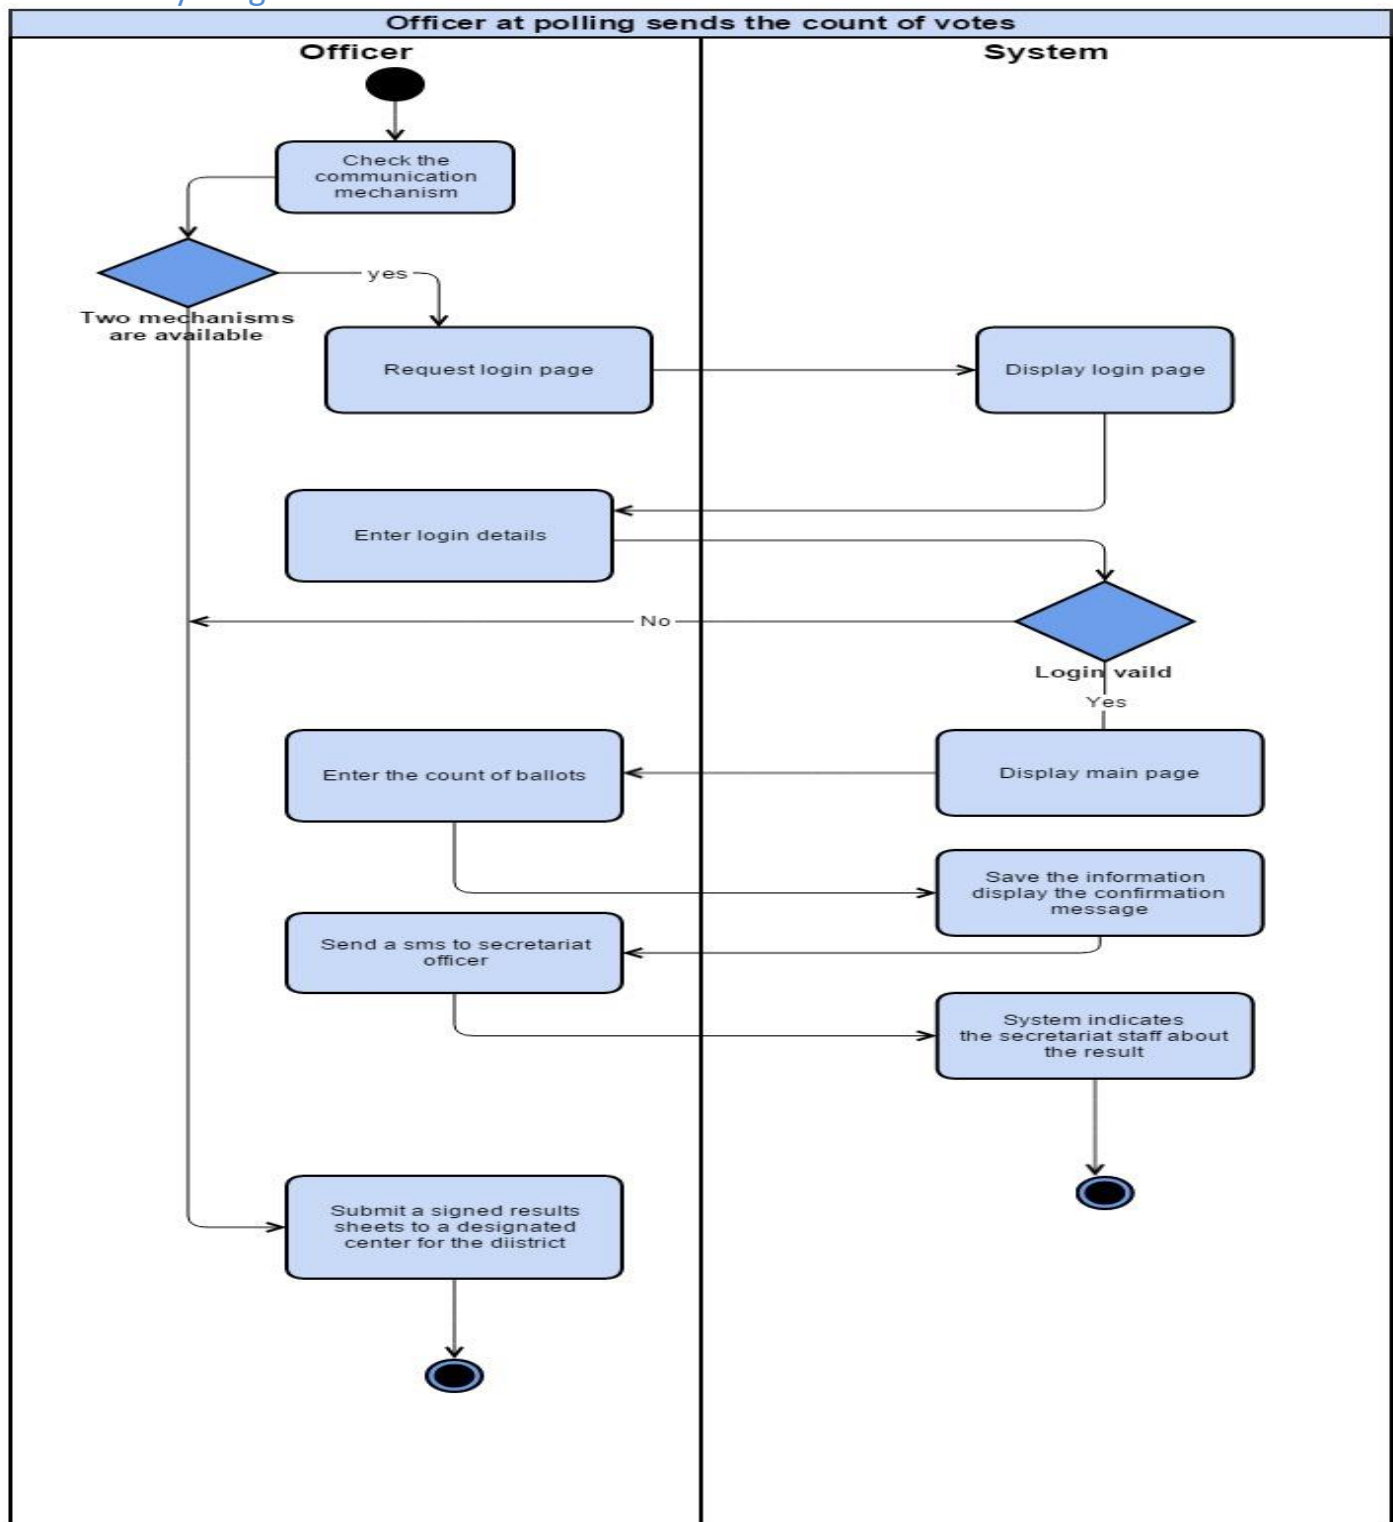 Officer at polling sends the count of votes
Officer
System
Check the
communication
mechanism
yes
Two mechanisms
are available
Request login page
Display login page
Enter login details
No
Login vaild
Yes
Enter the count of ballots
Display main page
Save the information
display the confirmation
message
Send a sms to secretariat
officer
System indicates
the secretariat staff about
the result
Submit a signed results
sheets to a designated
center for the diistrict